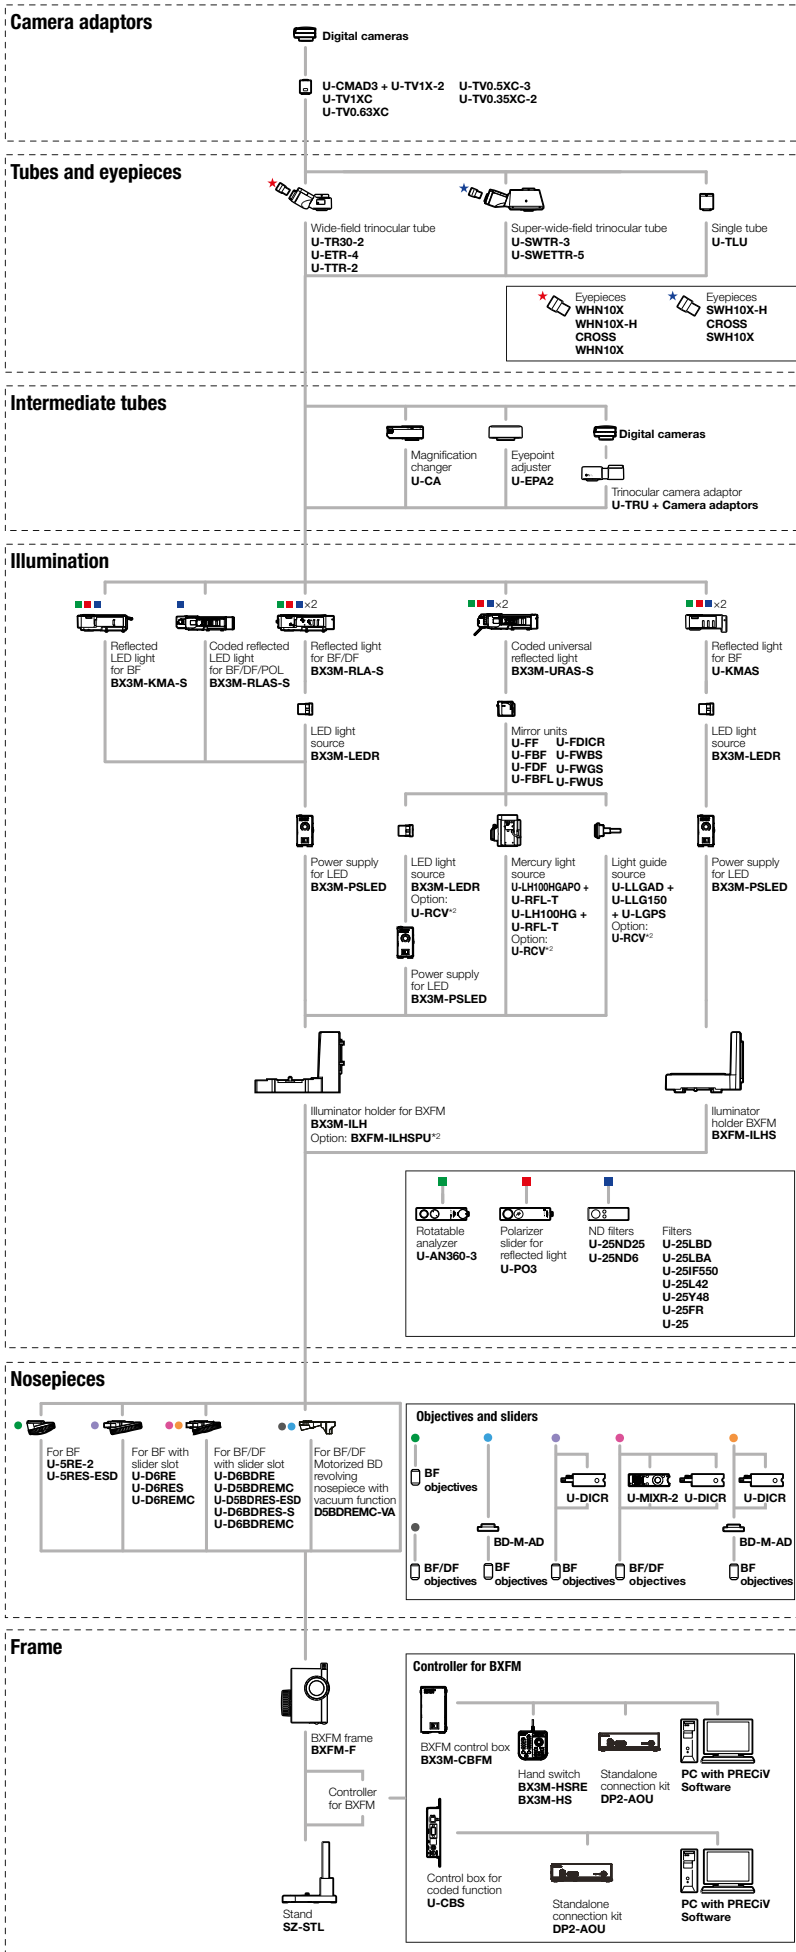 Camera adaptors
Digital cameras
U-CMAD3 + U-TV1X-2
U-TV1XC
U-TV0.63XC
U-TV0.5XC-3
U-TV0.35XC-2
Tubes and eyepieces
Wide-field trinocular tube
U-TR30-2
U-ETR-4
U-TTR-2
Super-wide-field trinocular tube
U-SWTR-3
U-SWETTR-5
Single tube
U-TLU
Eyepieces
WHN10X
WHN10X-H
CROSS
WHN10X
Eyepieces
SWH10X-H
CROSS
SWH10X
Intermediate tubes
Magnification
changer
U-CA
Eyepoint
adjuster
U-EPA2
Digital cameras
Trinocular camera adaptor
U-TRU + Camera adaptors
Illumination
×2
×2
×2
Reflected
LED light
for BF
BX3M-KMA-S
Coded reflected
LED light
for BF/DF/POL
BX3M-RLAS-S
Reflected light
for BF/DF
BX3M-RLA-S
Coded universal
reflected light
BX3M-URAS-S
Reflected light
for BF
U-KMAS
LED light
source
BX3M-LEDR
Mirror units
U-FF
U-FBF
U-FDF
U-FBFL
U-FDICR
U-FWBS
U-FWGS
U-FWUS
LED light
source
BX3M-LEDR
Power supply
for LED
BX3M-PSLED
LED light
source
BX3M-LEDR
Option:
U-RCV*2
Power supply
for LED
BX3M-PSLED
Mercury light
source
U-LH100HGAPO +
U-RFL-T
U-LH100HG +
U-RFL-T
Option:
U-RCV*2
Light guide
source
U-LLGAD +
U-LLG150
+ U-LGPS
Option:
U-RCV*2
Power supply
for LED
BX3M-PSLED
Illuminator holder for BXFM
BX3M-ILH
Option: BXFM-ILHSPU*2
Iluminator
holder BXFM
BXFM-ILHS
Rotatable
analyzer
U-AN360-3
Polarizer
slider for
reflected light
U-PO3
ND filters
U-25ND25
U-25ND6
Filters
U-25LBD
U-25LBA
U-25IF550
U-25L42
U-25Y48
U-25FR
U-25
Nosepieces
For BF
U-5RE-2
U-5RES-ESD
For BF with
slider slot
U-D6RE
U-D6RES
U-D6REMC
For BF/DF
with slider slot
U-D6BDRE
U-D5BDREMC
U-D5BDRES-ESD
U-D6BDRES-S
U-D6BDREMC
For BF/DF
Motorized BD
revolving
nosepiece with
vacuum function
D5BDREMC-VA
Objectives and sliders
BF
objectives
BF/DF
objectives
BD-M-AD
BF
objectives
U-DICR
BF
objectives
U-MIXR-2
U-DICR
BF/DF
objectives
U-DICR
BD-M-AD
BF
objectives
Frame
BXFM frame
BXFM-F
Controller
for BXFM
Stand
SZ-STL
Controller for BXFM
BXFM control box
BX3M-CBFM
Hand switch
BX3M-HSRE
BX3M-HS
Standalone
connection kit
DP2-AOU
PC with PRECiV
Software
Control box for
coded function
U-CBS
Standalone
connection kit
DP2-AOU
PC with PRECiV
Software